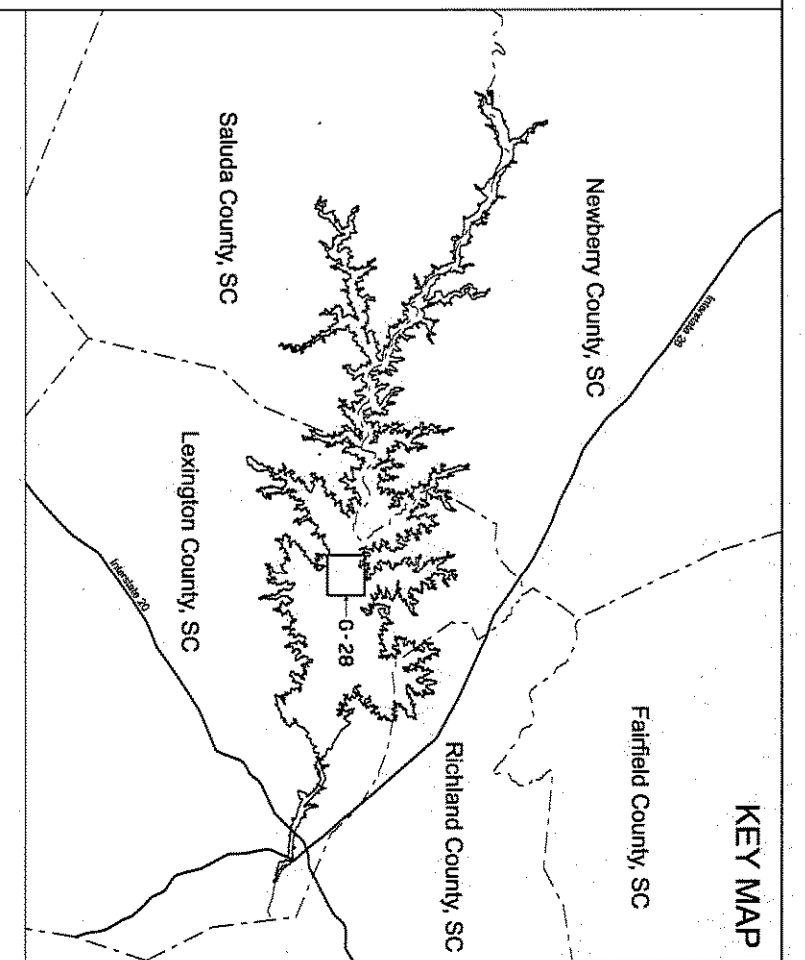 KEY MAP
Fairfield County, SC
Newberry County, SC
Interstate 26
Richland County, SC
G-28
Saluda County, SC
Lexington County, SC
Interstate 20